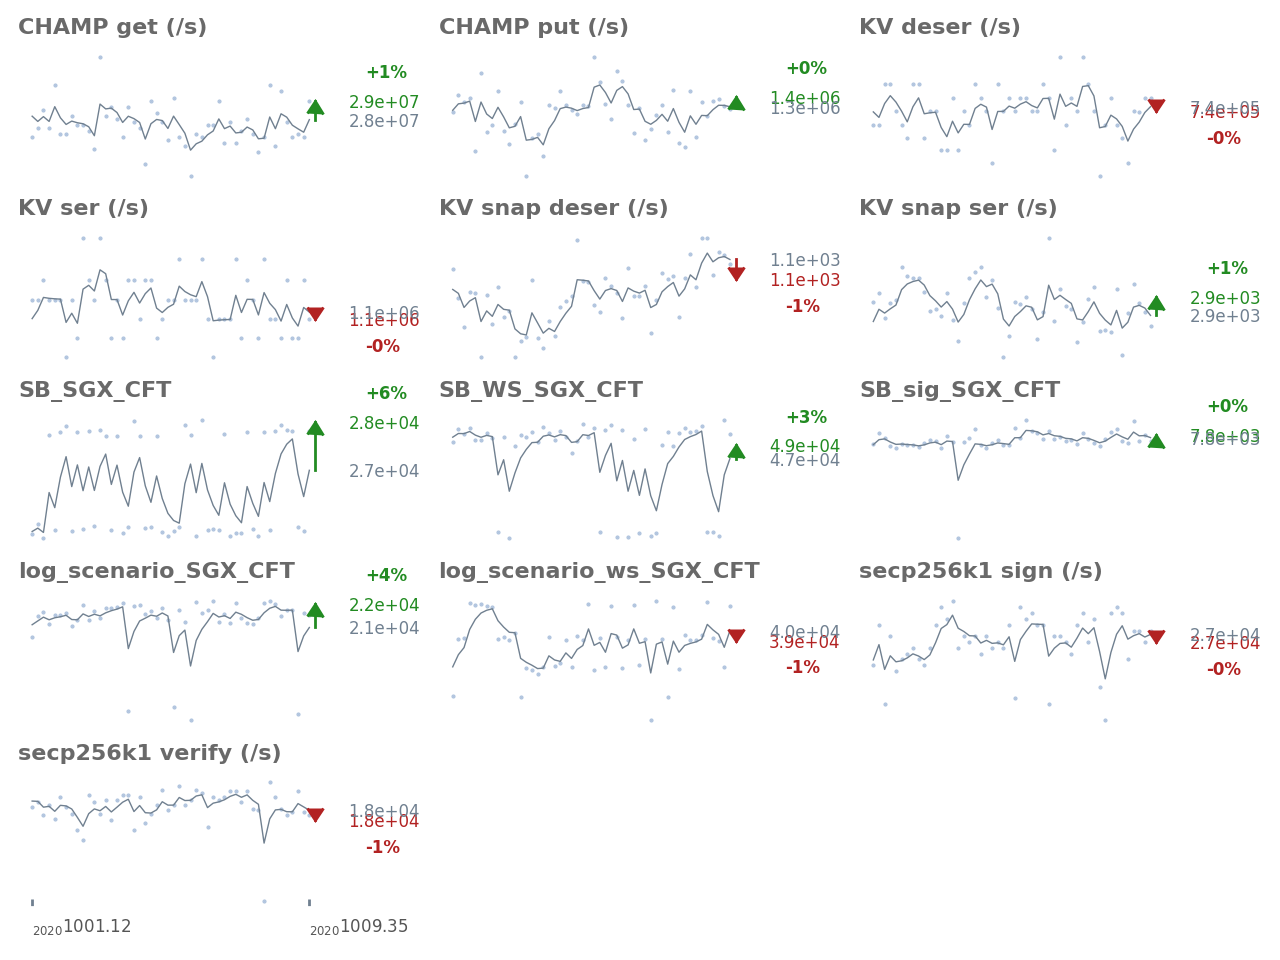 CHAMP get (/s)
+1%
2.9e+07
2.8e+07
CHAMP put (/s)
+0%
1.4e+06
1.3e+06
KV deser (/s)
7.4e+05
7.4e+05
-0%
KV ser (/s)
1.1e+06
1.1e+06
-0%
KV snap deser (/s)
1.1e+03
1.1e+03
-1%
KV snap ser (/s)
+1%
2.9e+03
2.9e+03
SB_SGX_CFT
+6%
2.8e+04
2.7e+04
SB_WS_SGX_CFT
+3%
4.9e+04
4.7e+04
SB_sig_SGX_CFT
+0%
7.8e+03
7.8e+03
log_scenario_SGX_CFT
+4%
2.2e+04
2.1e+04
log_scenario_ws_SGX_CFT
4.0e+04
3.9e+04
-1%
secp256k1 sign (/s)
2.7e+04
2.7e+04
-0%
secp256k1 verify (/s)
1.8e+04
1.8e+04
-1%
20201001.12
20201009.35